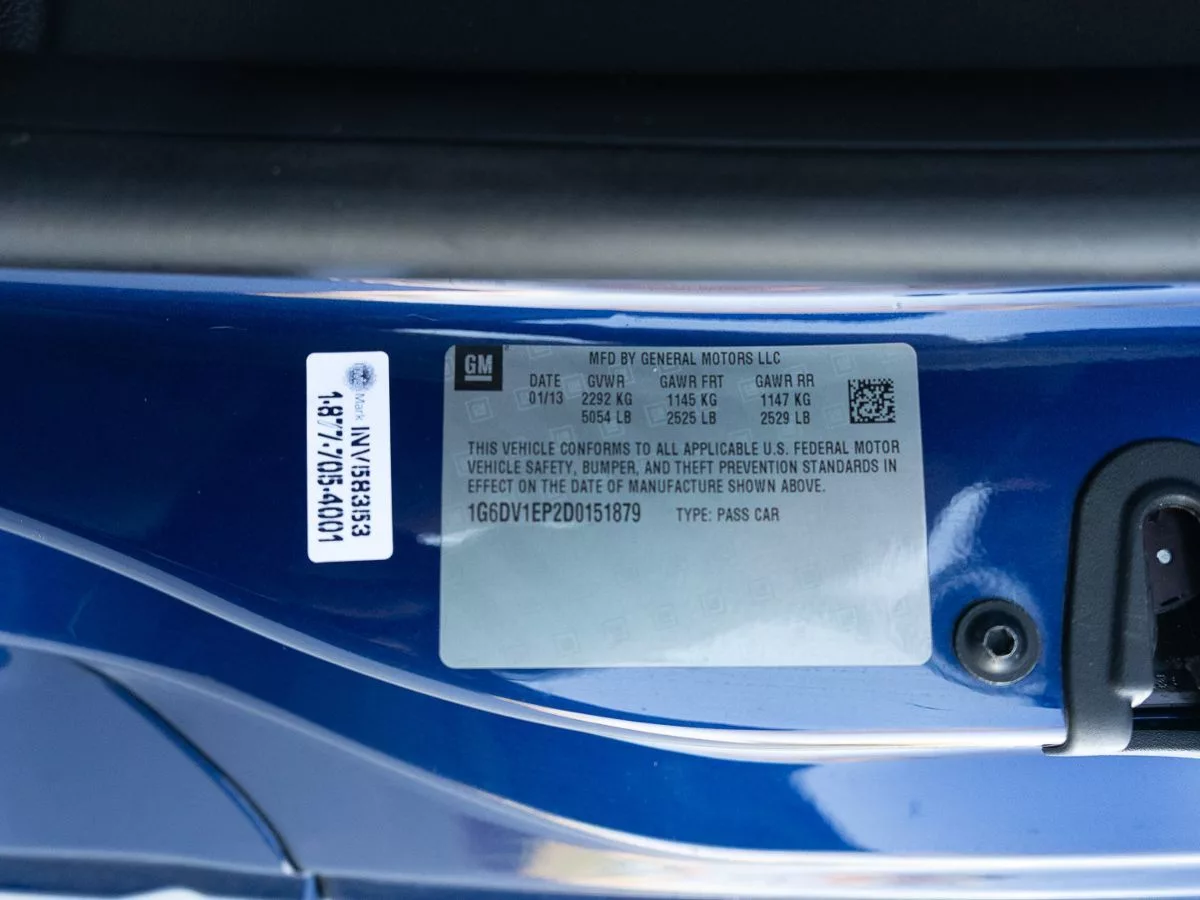 GM
MFD BY GENERAL MOTORS LLC
DATE GVWR GAWR FRT GAWR RR
01/13 2292 KG 1145 KG 1147 KG
5054 LB 2525 LB 2529 LB
THIS VEHICLE CONFORMS TO ALL APPLICABLE U.S. FEDERAL MOTOR
VEHICLE SAFETY, BUMPER, AND THEFT PREVENTION STANDARDS IN
EFFECT ON THE DATE OF MANUFACTURE SHOWN ABOVE.
1G6DV1EP2D0151879 TYPE: PASS CAR
Mark INV583153
1-877-705-4001